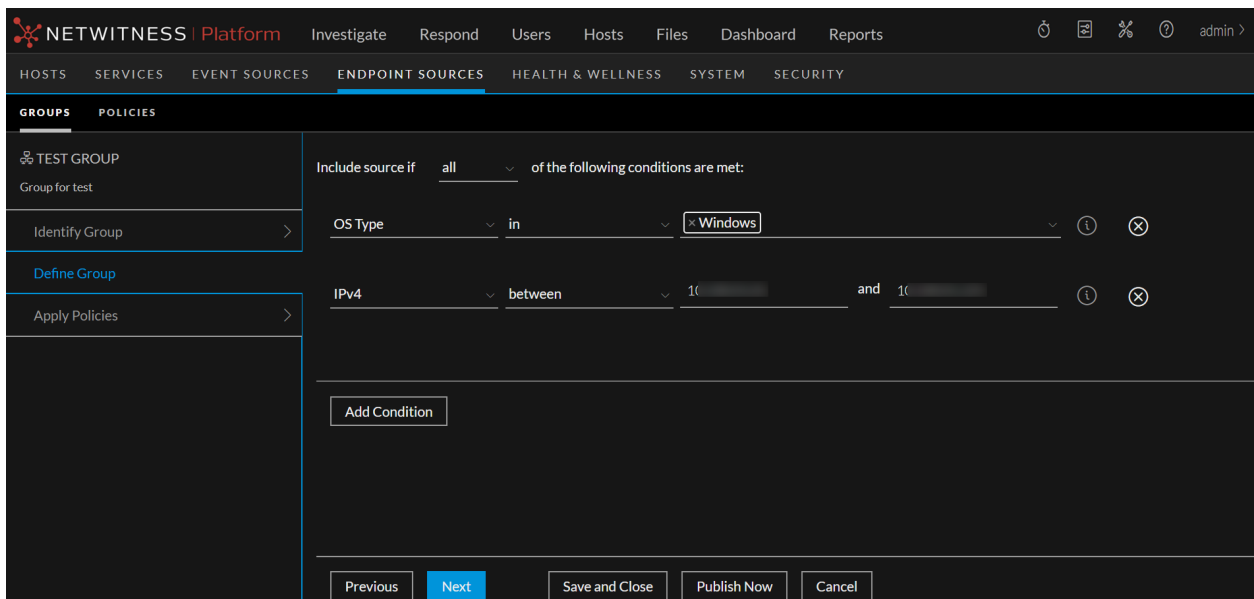 NETWITNESS Platform Investigate Respond Users Hosts Files Dashboard Reports admin
HOSTS SERVICES EVENT SOURCES ENDPOINT SOURCES HEALTH & WELLNESS SYSTEM SECURITY
GROUPS POLICIES
TEST GROUP
Group for test
Identify Group
Define Group
Apply Policies
Include source if all of the following conditions are met:
OS Type in × Windows
IPv4 between and
Add Condition
Previous Next Save and Close Publish Now Cancel